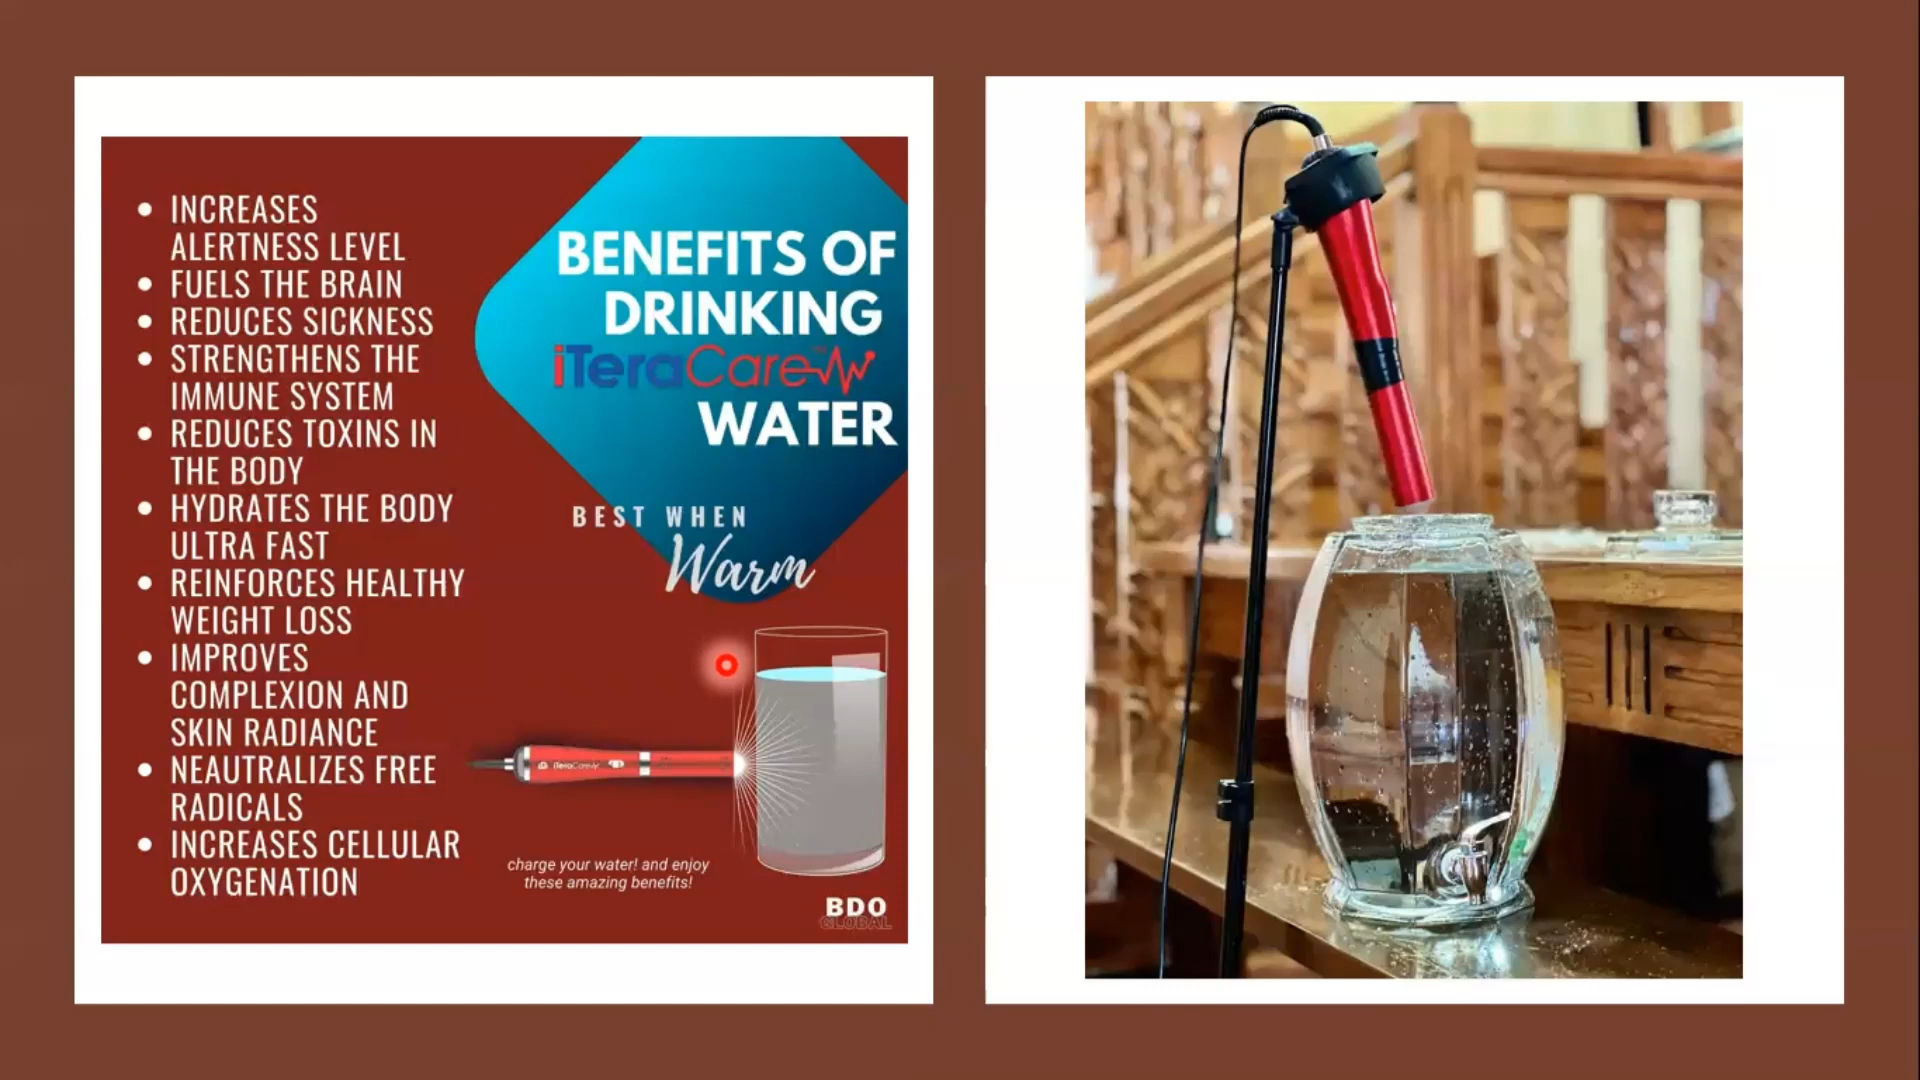 INCREASES
ALERTNESS LEVEL
FUELS THE BRAIN
REDUCES SICKNESS
STRENGTHENS THE
IMMUNE SYSTEM
REDUCES TOXINS IN
THE BODY
HYDRATES THE BODY
ULTRA FAST
REINFORCES HEALTHY
WEIGHT LOSS
IMPROVES
COMPLEXION AND
SKIN RADIANCE
NEAUTRALIZES FREE
RADICALS
INCREASES CELLULAR
OXYGENATION
BENEFITS OF
DRINKING
iTeraCare
WATER
BEST WHEN
Warm
iTeraCare
charge your water! and enjoy
these amazing benefits!
BDO
GLOBAL